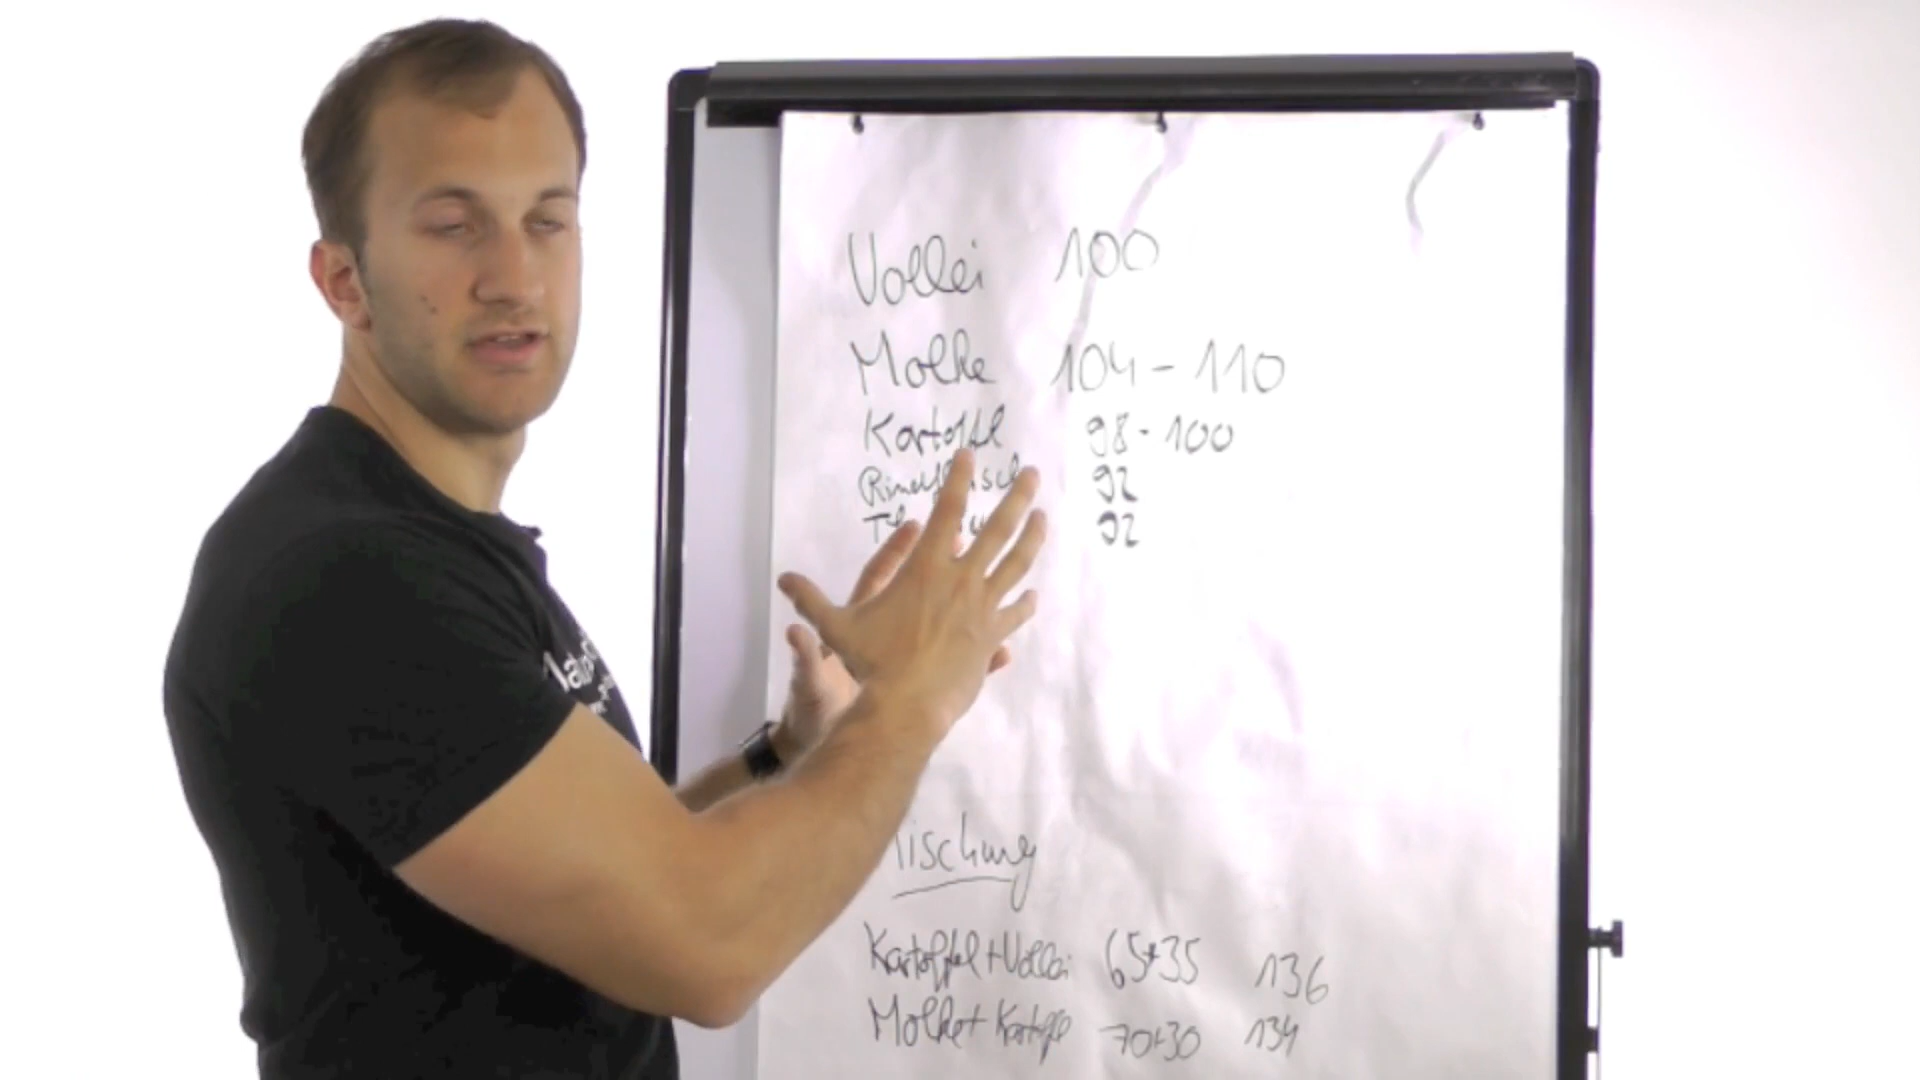 Vollei 100
Molke 104 - 110
Kartoffel 98 - 100
Rindfleisch 92
92
Mischung
Kartoffel + Vollei 65+35 136
Molke + Kartoffel 70+30 134